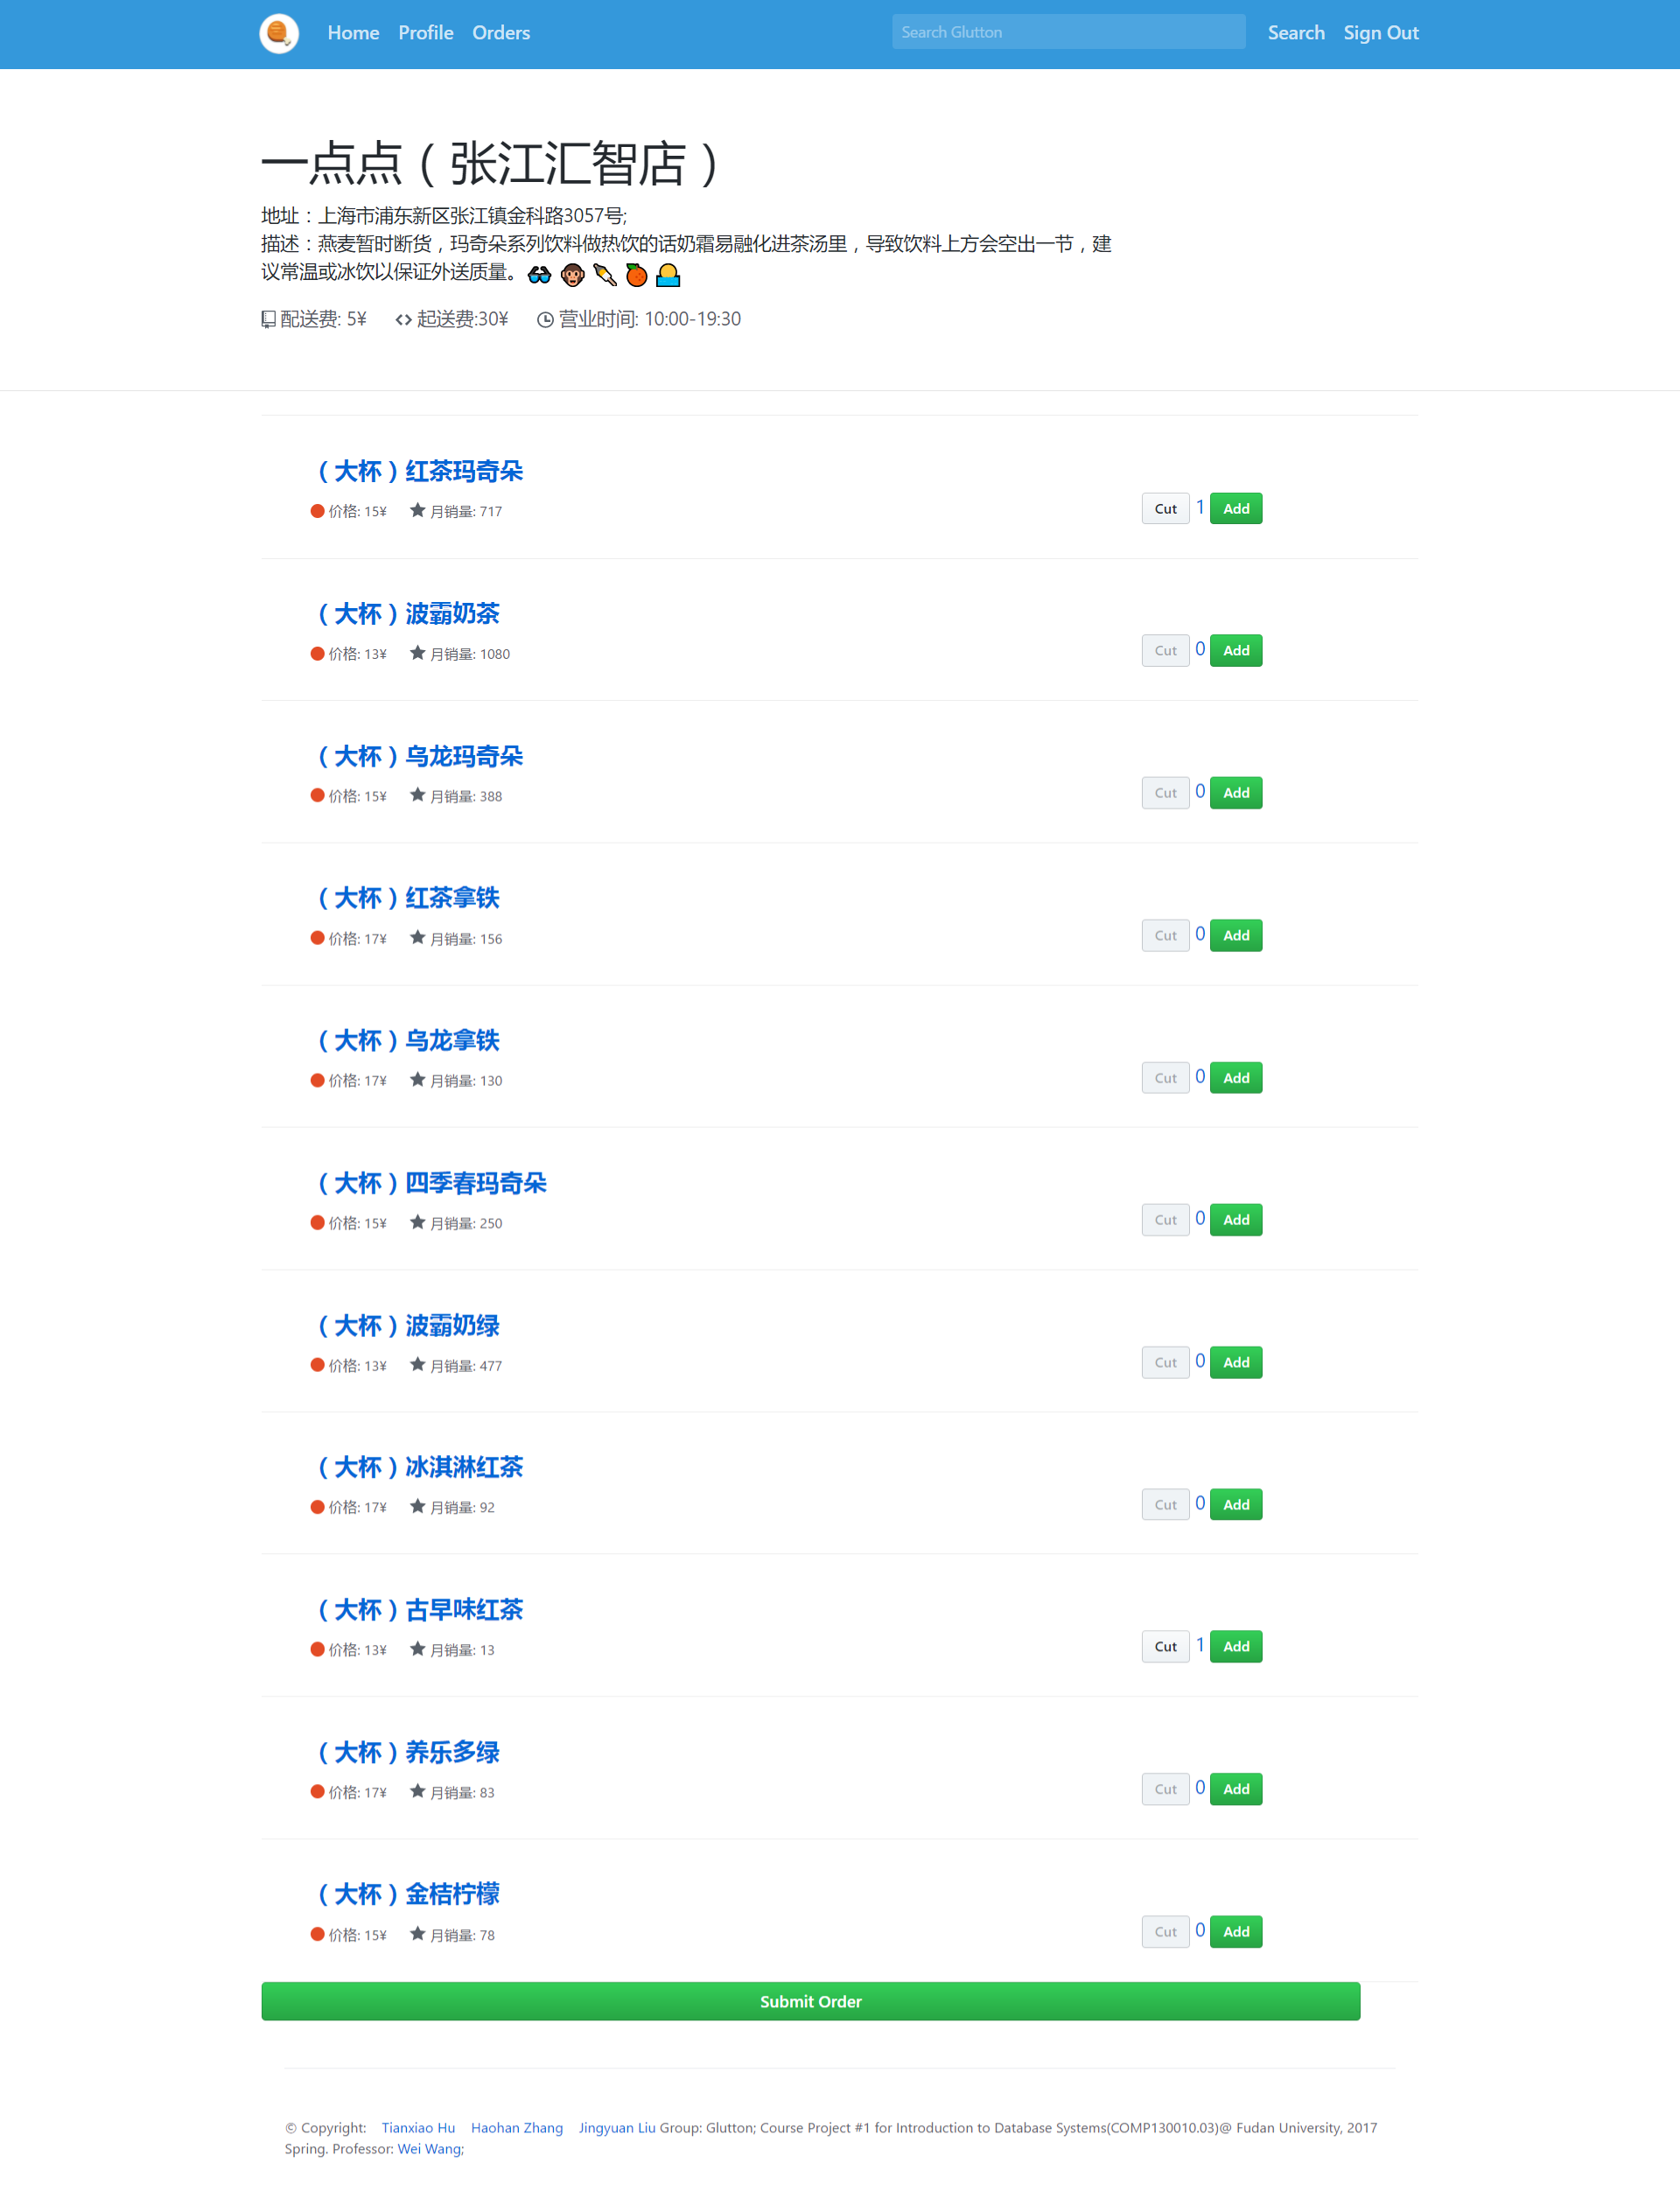 Home Profile Orders Search Glutton Search Sign Out
一点点（张江汇智店）
地址：上海市浦东新区张江镇金科路3057号;
描述：燕麦暂时断货，玛奇朵系列饮料做热饮的话奶霜易融化进茶汤里，导致饮料上方会空出一节，建
议常温或冰饮以保证外送质量。
配送费: 5¥ 起送费:30¥ 营业时间: 10:00-19:30
（大杯）红茶玛奇朵
价格: 15¥ 月销量: 717 Cut 1 Add
（大杯）波霸奶茶
价格: 13¥ 月销量: 1080 Cut 0 Add
（大杯）乌龙玛奇朵
价格: 15¥ 月销量: 388 Cut 0 Add
（大杯）红茶拿铁
价格: 17¥ 月销量: 156 Cut 0 Add
（大杯）乌龙拿铁
价格: 17¥ 月销量: 130 Cut 0 Add
（大杯）四季春玛奇朵
价格: 15¥ 月销量: 250 Cut 0 Add
（大杯）波霸奶绿
价格: 13¥ 月销量: 477 Cut 0 Add
（大杯）冰淇淋红茶
价格: 17¥ 月销量: 92 Cut 0 Add
（大杯）古早味红茶
价格: 13¥ 月销量: 13 Cut 1 Add
（大杯）养乐多绿
价格: 17¥ 月销量: 83 Cut 0 Add
（大杯）金桔柠檬
价格: 15¥ 月销量: 78 Cut 0 Add
Submit Order
© Copyright: Tianxiao Hu Haohan Zhang Jingyuan Liu Group: Glutton; Course Project #1 for Introduction to Database Systems(COMP130010.03)@ Fudan University, 2017
Spring. Professor: Wei Wang;